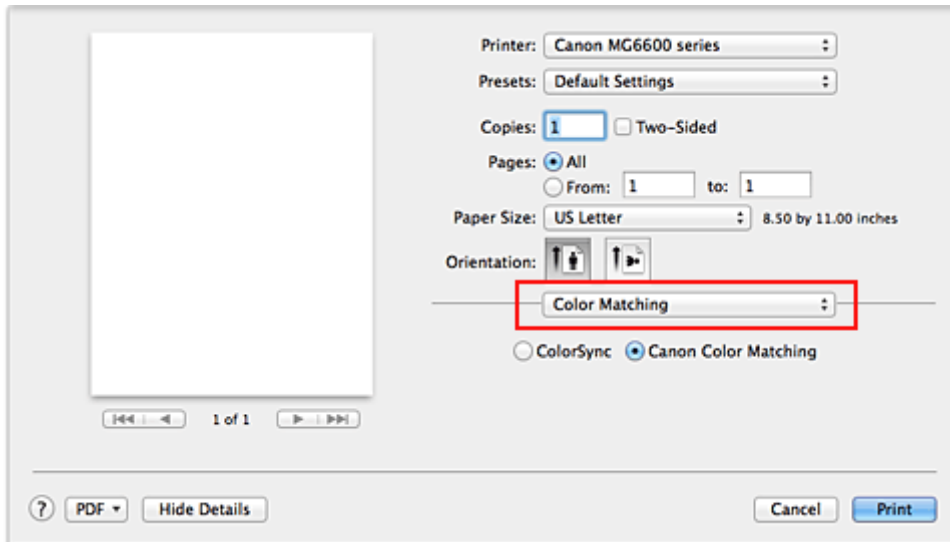 Printer: Canon MG6600 series
Presets: Default Settings
Copies: 1 Two-Sided
Pages: All
From: 1 to: 1
Paper Size: US Letter 8.50 by 11.00 inches
Orientation:
Color Matching
ColorSync Canon Color Matching
1 of 1
? PDF Hide Details Cancel Print